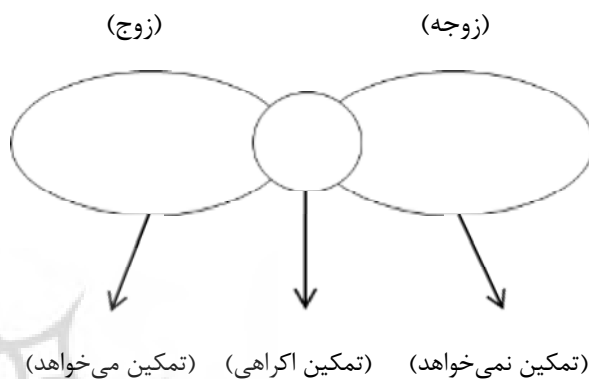 (زوجه) (زوج)
(تمکین نمی‌خواهد) (تمکین اکراهی) (تمکین می‌خواهد)